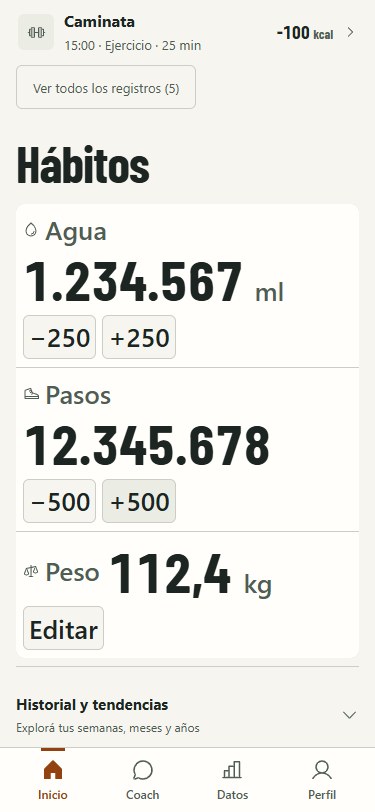 Caminata
15:00 · Ejercicio · 25 min
-100 kcal
Ver todos los registros (5)
Hábitos
Agua
1.234.567 ml
−250 +250
Pasos
12.345.678
−500 +500
Peso 112,4 kg
Editar
Historial y tendencias
Explorá tus semanas, meses y años
Inicio Coach Datos Perfil